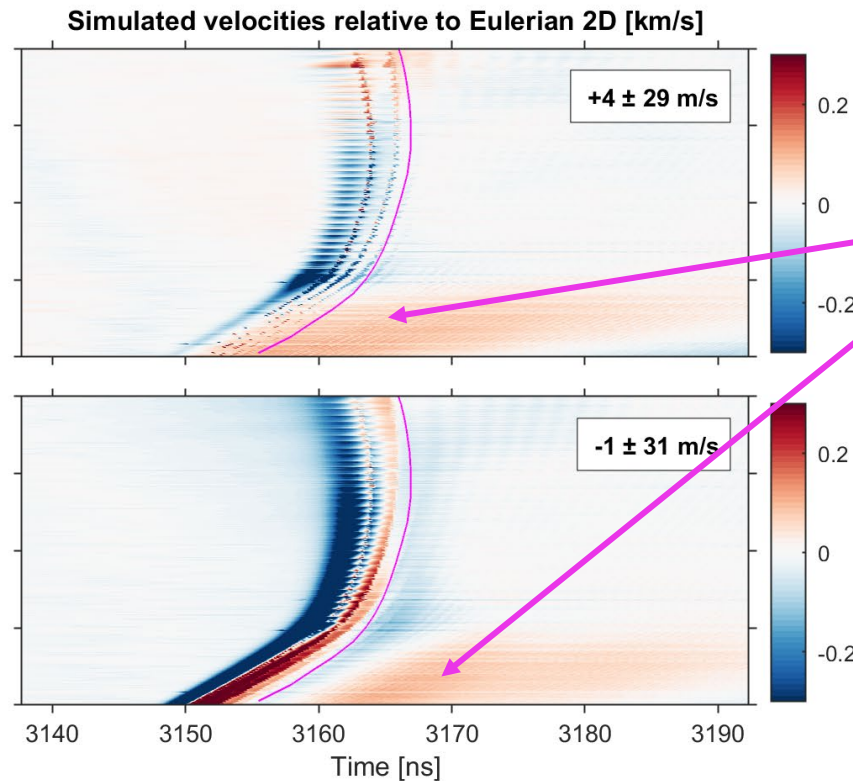 Simulated velocities relative to Eulerian 2D [km/s]
+4 ± 29 m/s
0.2
0
-0.2
-1 ± 31 m/s
0.2
0
-0.2
3140 3150 3160 3170 3180 3190
Time [ns]